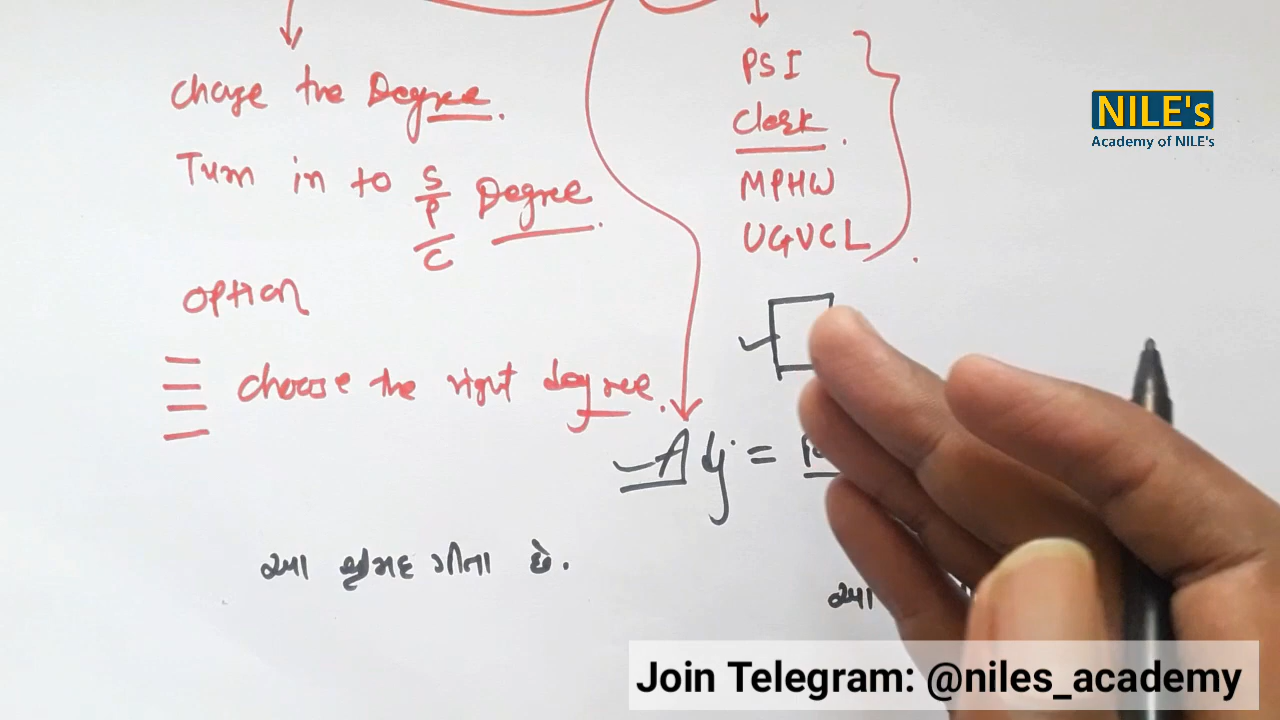 Chage the Degree.
Turn in to S/P/C Degree.
option
choose the right degree.
PSI
Clerk.
MPHW
UGVCL
Adj =
આ શ્રીમદ ગીતા છે.
આ
NILE's
Academy of NILE's
Join Telegram: @niles_academy